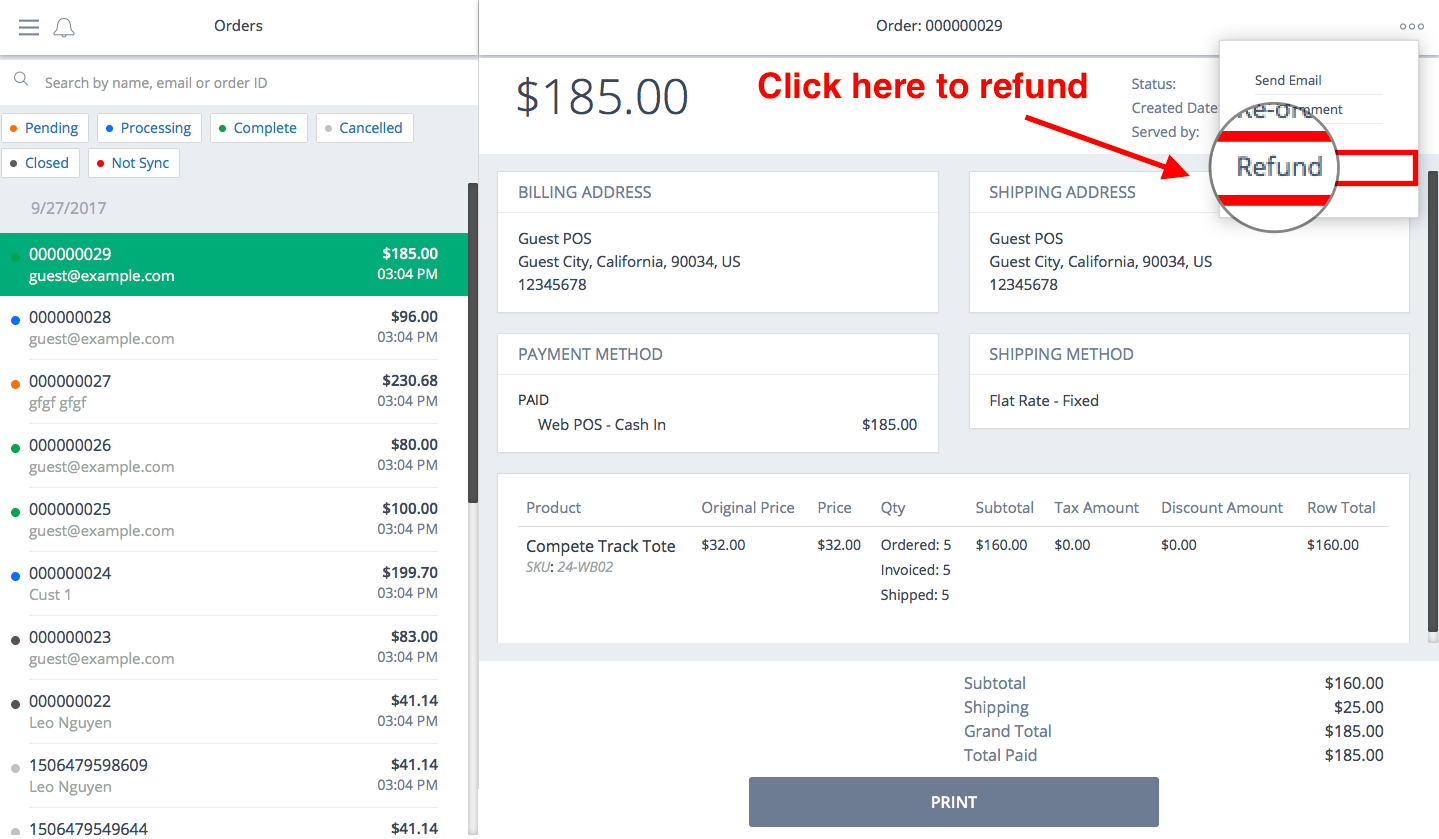 Orders
Search by name, email or order ID
Pending Processing Complete Cancelled
Closed Not Sync
9/27/2017
000000029 $185.00
guest@example.com 03:04 PM
000000028 $96.00
guest@example.com 03:04 PM
000000027 $230.68
gfgf gfgf 03:04 PM
000000026 $80.00
guest@example.com 03:04 PM
000000025 $100.00
guest@example.com 03:04 PM
000000024 $199.70
Cust 1 03:04 PM
000000023 $83.00
guest@example.com 03:04 PM
000000022 $41.14
Leo Nguyen 03:04 PM
1506479598609 $41.14
Leo Nguyen 03:04 PM
1506479549644 $41.14
Order: 000000029
$185.00
Click here to refund
Status:
Created Date:
Served by:
Send Email
Refund
BILLING ADDRESS
Guest POS
Guest City, California, 90034, US
12345678
SHIPPING ADDRESS
Guest POS
Guest City, California, 90034, US
12345678
PAYMENT METHOD
PAID
Web POS - Cash In $185.00
SHIPPING METHOD
Flat Rate - Fixed
Product Original Price Price Qty Subtotal Tax Amount Discount Amount Row Total
Compete Track Tote $32.00 $32.00 Ordered: 5 $160.00 $0.00 $0.00 $160.00
SKU: 24-WB02 Invoiced: 5
Shipped: 5
Subtotal $160.00
Shipping $25.00
Grand Total $185.00
Total Paid $185.00
PRINT